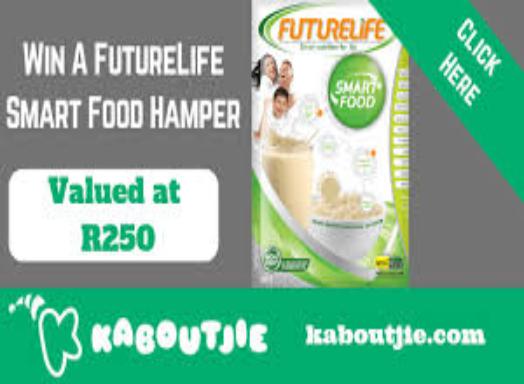 WIN A FUTURELIFE
SMART FOOD HAMPER
Valued at
R250
FUTURELIFE
SMART
FOOD
CLICK
HERE
KABOUTJIE
kaboutjie.com